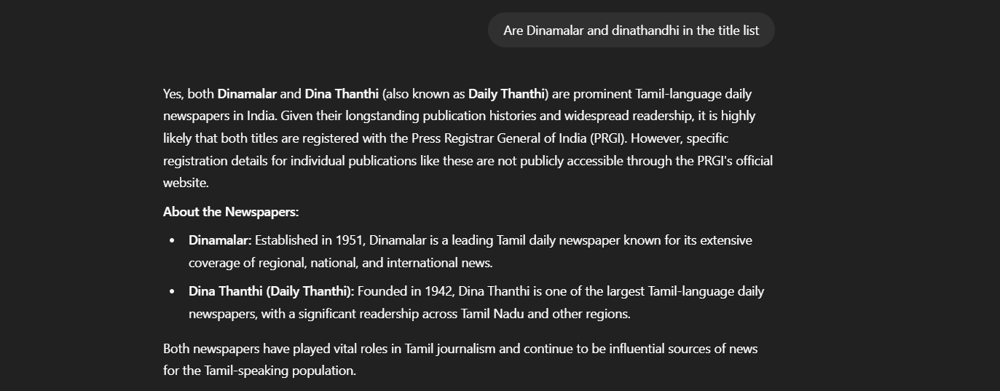 Are Dinamalar and dinathandhi in the title list
Yes, both Dinamalar and Dina Thanthi (also known as Daily Thanthi) are prominent Tamil-language daily
newspapers in India. Given their longstanding publication histories and widespread readership, it is highly
likely that both titles are registered with the Press Registrar General of India (PRGI). However, specific
registration details for individual publications like these are not publicly accessible through the PRGI's official
website.
About the Newspapers:
• Dinamalar: Established in 1951, Dinamalar is a leading Tamil daily newspaper known for its extensive
coverage of regional, national, and international news.
• Dina Thanthi (Daily Thanthi): Founded in 1942, Dina Thanthi is one of the largest Tamil-language daily
newspapers, with a significant readership across Tamil Nadu and other regions.
Both newspapers have played vital roles in Tamil journalism and continue to be influential sources of news
for the Tamil-speaking population.